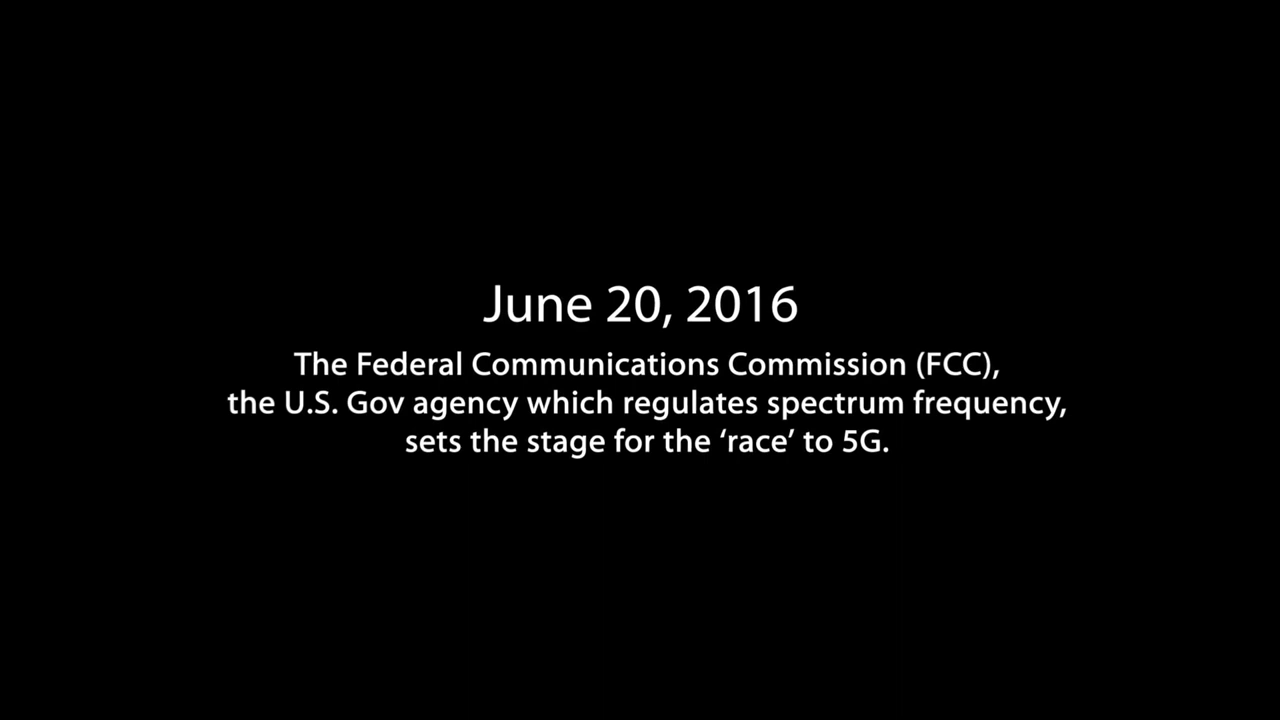 June 20, 2016
The Federal Communications Commission (FCC),
the U.S. Gov agency which regulates spectrum frequency,
sets the stage for the ‘race’ to 5G.